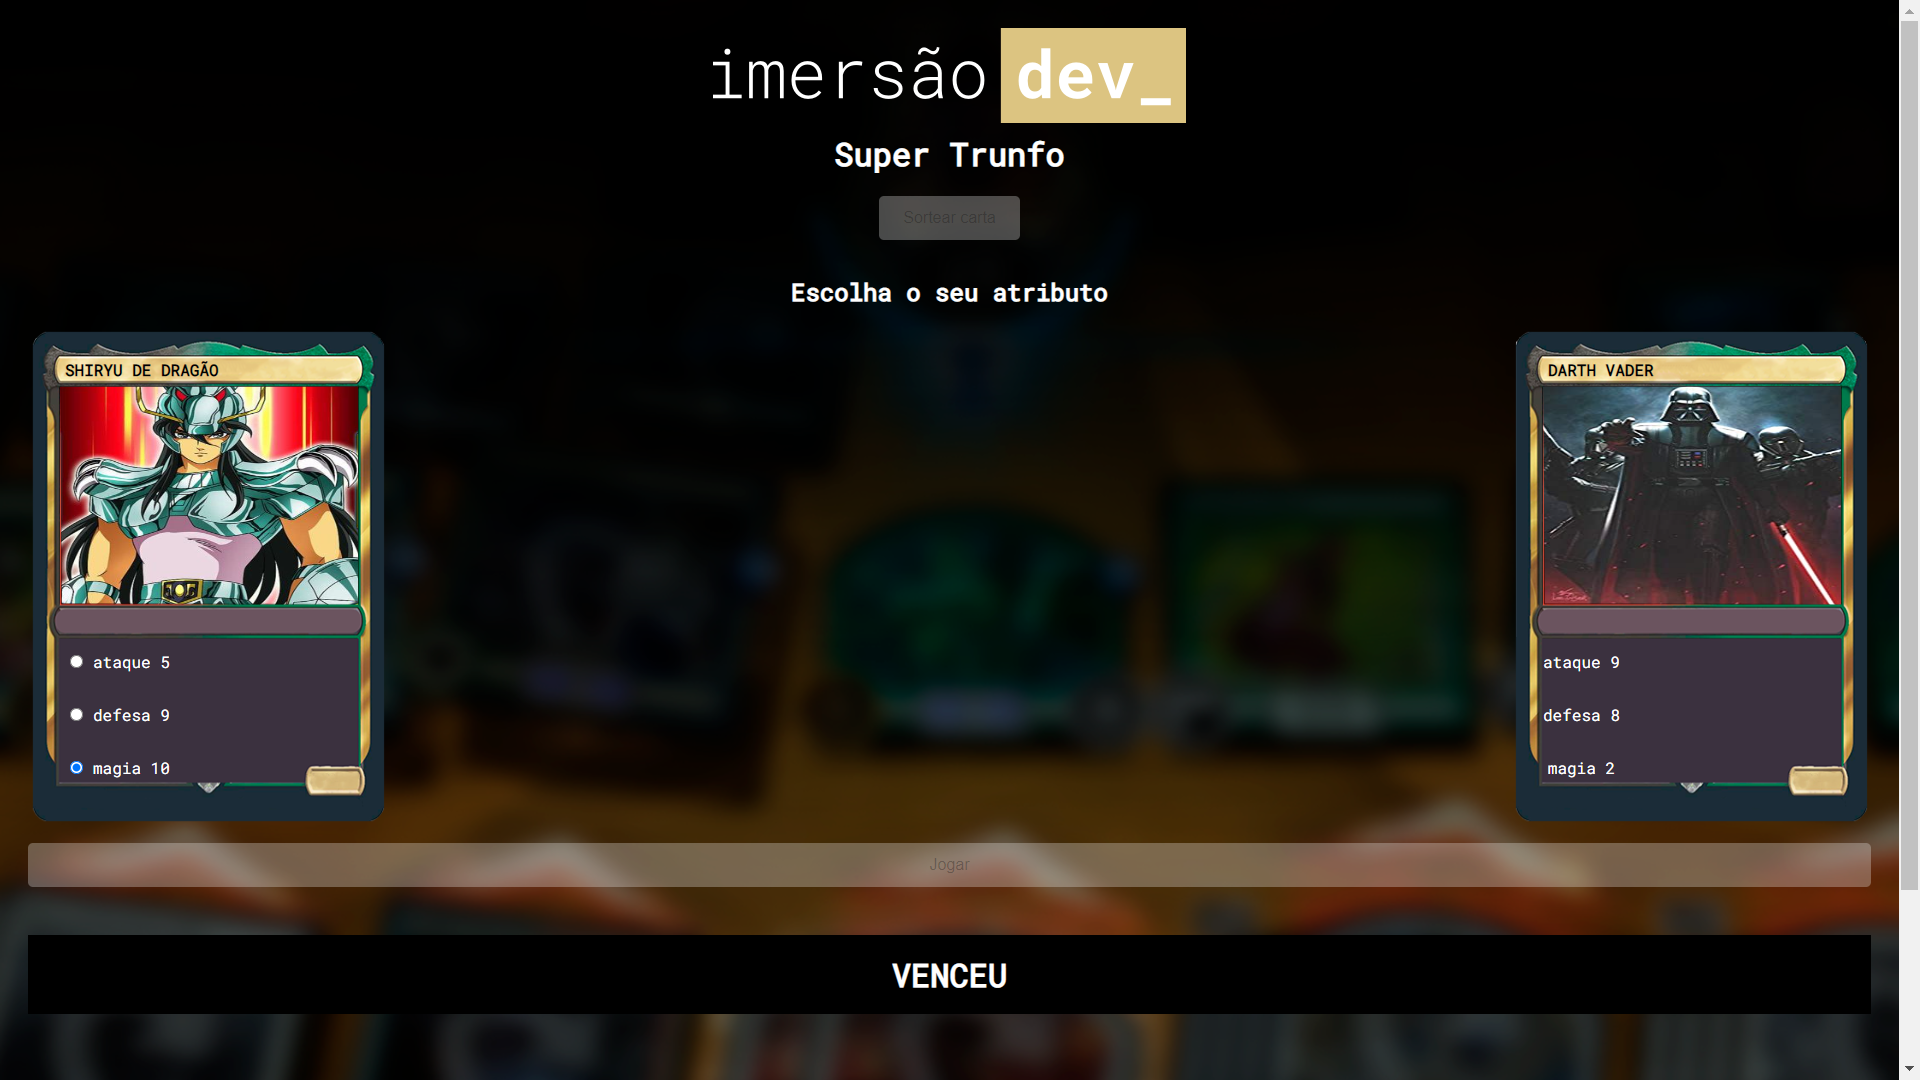 imersão dev_
Super Trunfo
Sortear carta
Escolha o seu atributo
SHIRYU DE DRAGÃO
ataque 5
defesa 9
magia 10
DARTH VADER
ataque 9
defesa 8
magia 2
Jogar
VENCEU